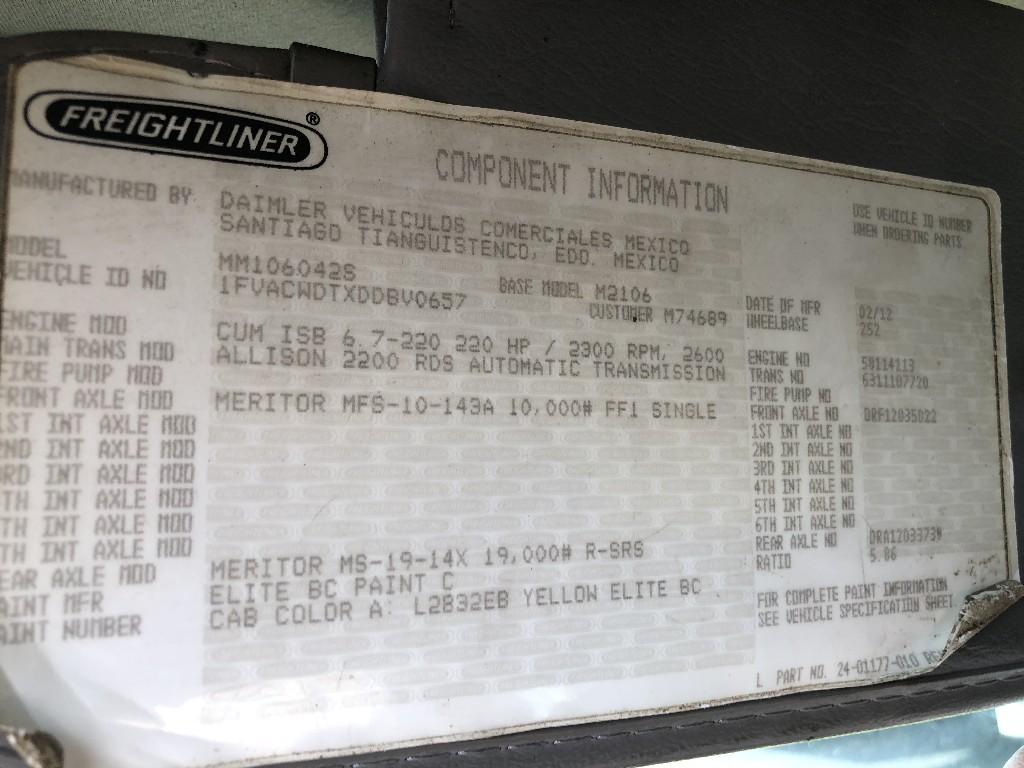 FREIGHTLINER ®
COMPONENT INFORMATION
USE VEHICLE ID NUMBER
WHEN ORDERING PARTS
MANUFACTURED BY DAIMLER VEHICULOS COMERCIALES MEXICO
SANTIAGO TIANGUISTENCO, EDO. MEXICO
MODEL MM106042S BASE MODEL M2106
VEHICLE ID NO 1FVACWDTXDDBV0657 CUSTOMER M74689
DATE OF MFR 02/12
WHEELBASE 252
ENGINE MOD CUM ISB 6.7-220 220 HP / 2300 RPM, 2600
MAIN TRANS MOD ALLISON 2200 RDS AUTOMATIC TRANSMISSION
FIRE PUMP MOD
FRONT AXLE MOD MERITOR MFS-10-143A 10,000# FF1 SINGLE
1ST INT AXLE MOD
2ND INT AXLE MOD
3RD INT AXLE MOD
TH INT AXLE MOD
TH INT AXLE MOD
TH INT AXLE MOD
REAR AXLE MOD MERITOR MS-19-14X 19,000# R-SRS
PAINT MFR ELITE BC PAINT C
PAINT NUMBER CAB COLOR A: L2832EB YELLOW ELITE BC
ENGINE NO
TRANS NO 6311107720
FIRE PUMP NO
FRONT AXLE NO
1ST INT AXLE NO
2ND INT AXLE NO
3RD INT AXLE NO
4TH INT AXLE NO
5TH INT AXLE NO
6TH INT AXLE NO
REAR AXLE NO
RATIO
FOR COMPLETE PAINT INFORMATION
SEE VEHICLE SPECIFICATION SHEET
L PART NO. 24-01177-010